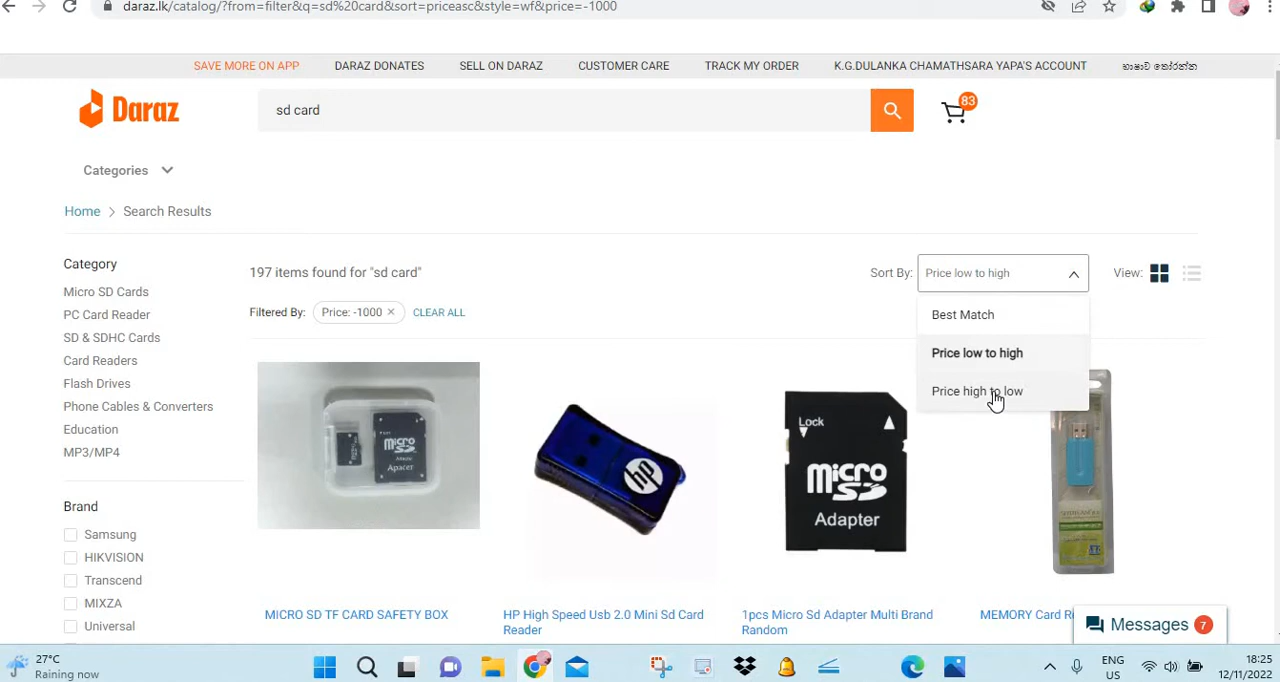 daraz.lk/catalog/?from=filter&q=sd%20card&sort=priceasc&style=wf&price=-1000
SAVE MORE ON APP DARAZ DONATES SELL ON DARAZ CUSTOMER CARE TRACK MY ORDER K.G.DULANKA CHAMATHSARA YAPA'S ACCOUNT භාෂාව තෝරන්න
Daraz
sd card
83
Categories
Home > Search Results
Category
Micro SD Cards
PC Card Reader
SD & SDHC Cards
Card Readers
Flash Drives
Phone Cables & Converters
Education
MP3/MP4
Brand
Samsung
HIKVISION
Transcend
MIXZA
Universal
197 items found for "sd card"
Sort By: Price low to high
View:
Filtered By: Price: -1000 × CLEAR ALL
Best Match
Price low to high
Price high to low
Micro SD
Apacer
hp
Lock
Micro SD
Adapter
MICRO SD TF CARD SAFETY BOX
HP High Speed Usb 2.0 Mini Sd Card
Reader
1pcs Micro Sd Adapter Multi Brand
Random
MEMORY Card Re
Messages 7
27°C
Raining now
ENG
US
18:25
12/11/2022